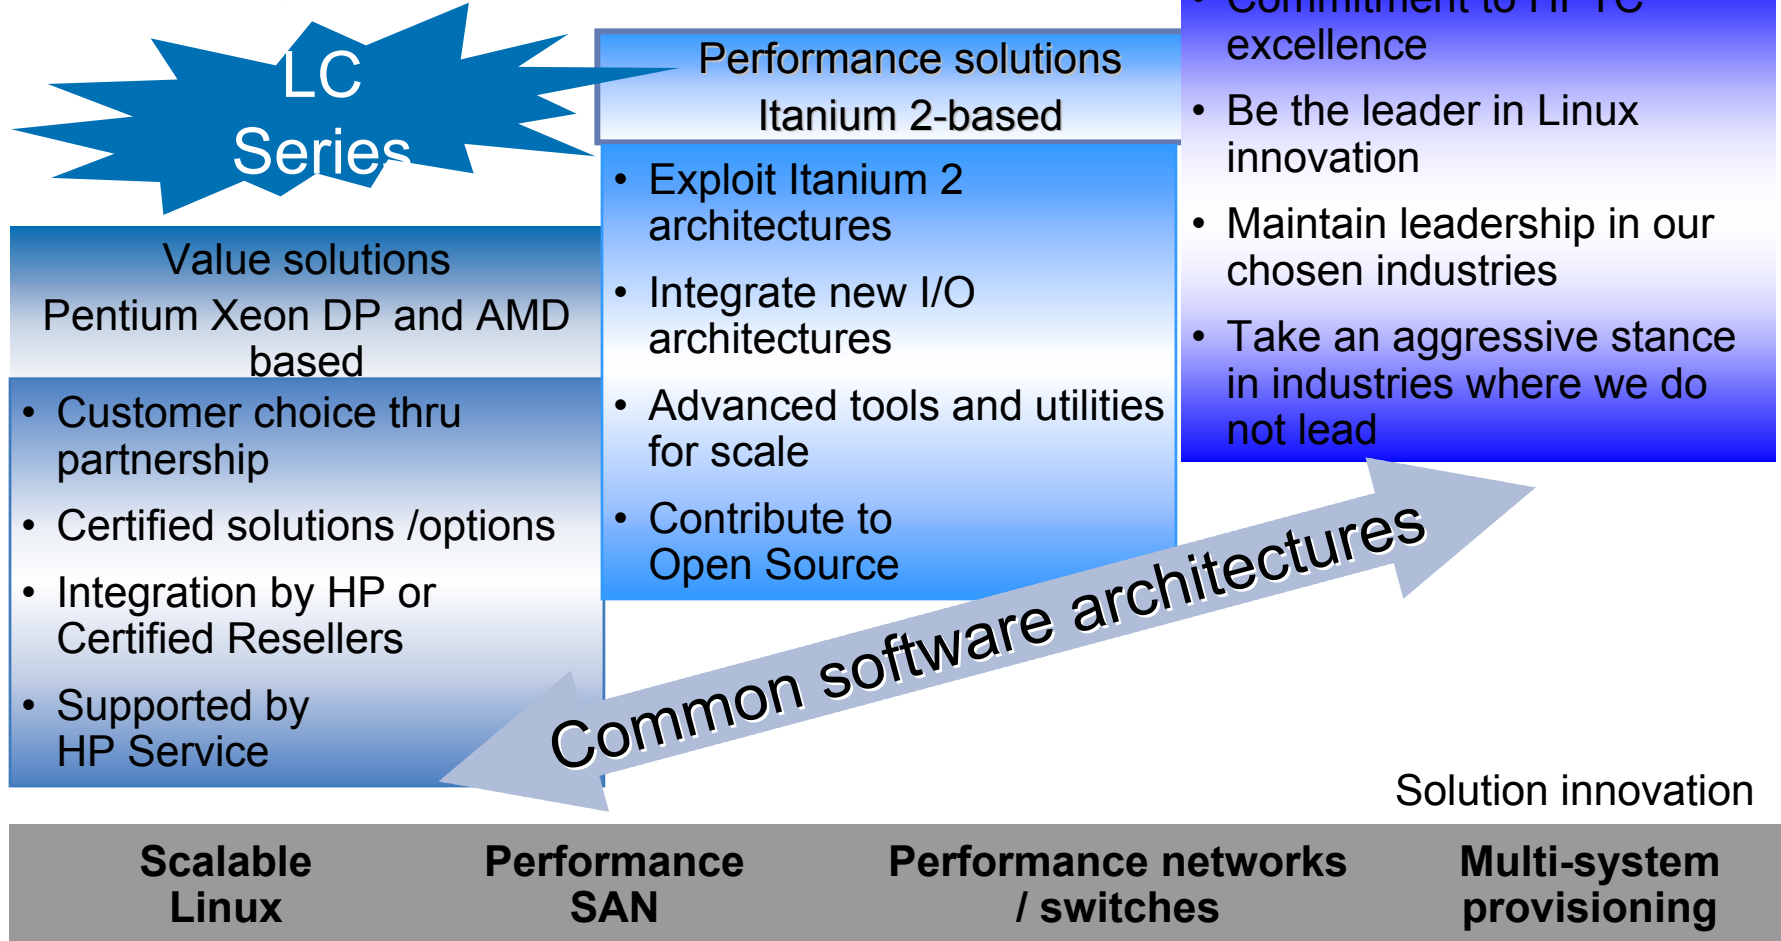 LC
Series
Performance solutions
Itanium 2-based
• Exploit Itanium 2
architectures
• Integrate new I/O
architectures
• Advanced tools and utilities
for scale
• Contribute to
Open Source
• Commitment to HPTC
excellence
• Be the leader in Linux
innovation
• Maintain leadership in our
chosen industries
• Take an aggressive stance
in industries where we do
not lead
Value solutions
Pentium Xeon DP and AMD
based
• Customer choice thru
partnership
• Certified solutions /options
• Integration by HP or
Certified Resellers
• Supported by
HP Service
Common software architectures
Solution innovation
Scalable
Linux
Performance
SAN
Performance networks
/ switches
Multi-system
provisioning